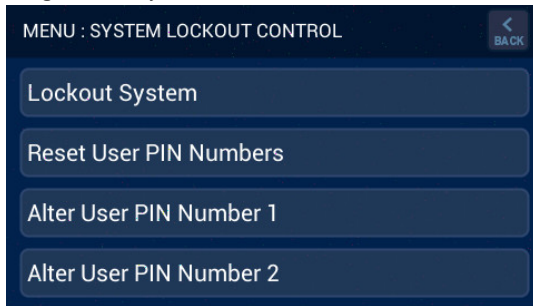 MENU : SYSTEM LOCKOUT CONTROL
BACK
Lockout System
Reset User PIN Numbers
Alter User PIN Number 1
Alter User PIN Number 2